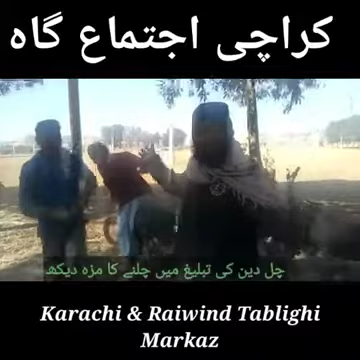 کراچی اجتماع گاہ
چل دین کی تبلیغ میں چلنے کا مزہ دیکھ
Karachi & Raiwind Tablighi
Markaz